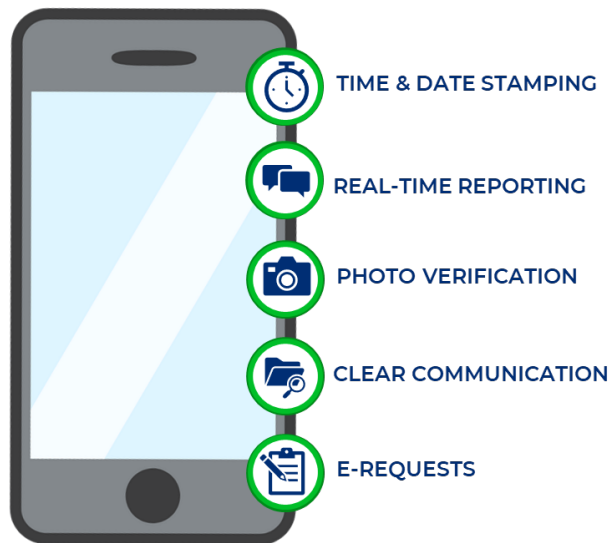 TIME & DATE STAMPING
REAL-TIME REPORTING
PHOTO VERIFICATION
CLEAR COMMUNICATION
E-REQUESTS